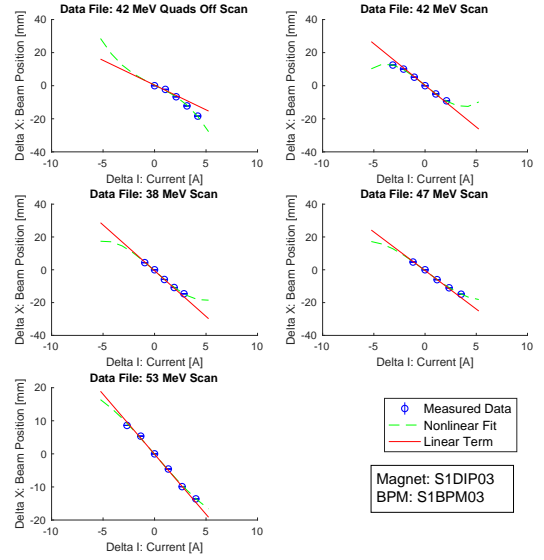 Data File: 42 MeV Quads Off Scan
Data File: 42 MeV Scan
40
20
0
-20
-40
-10
-5
0
5
10
Delta X: Beam Position [mm]
Delta I: Current [A]
40
20
0
-20
-40
-10
-5
0
5
10
Delta X: Beam Position [mm]
Delta I: Current [A]
Data File: 38 MeV Scan
Data File: 47 MeV Scan
40
20
0
-20
-40
-10
-5
0
5
10
Delta X: Beam Position [mm]
Delta I: Current [A]
40
20
0
-20
-40
-10
-5
0
5
10
Delta X: Beam Position [mm]
Delta I: Current [A]
Data File: 53 MeV Scan
20
10
0
-10
-20
-10
-5
0
5
10
Delta X: Beam Position [mm]
Delta I: Current [A]
Measured Data
Nonlinear Fit
Linear Term
Magnet: S1DIP03
BPM: S1BPM03